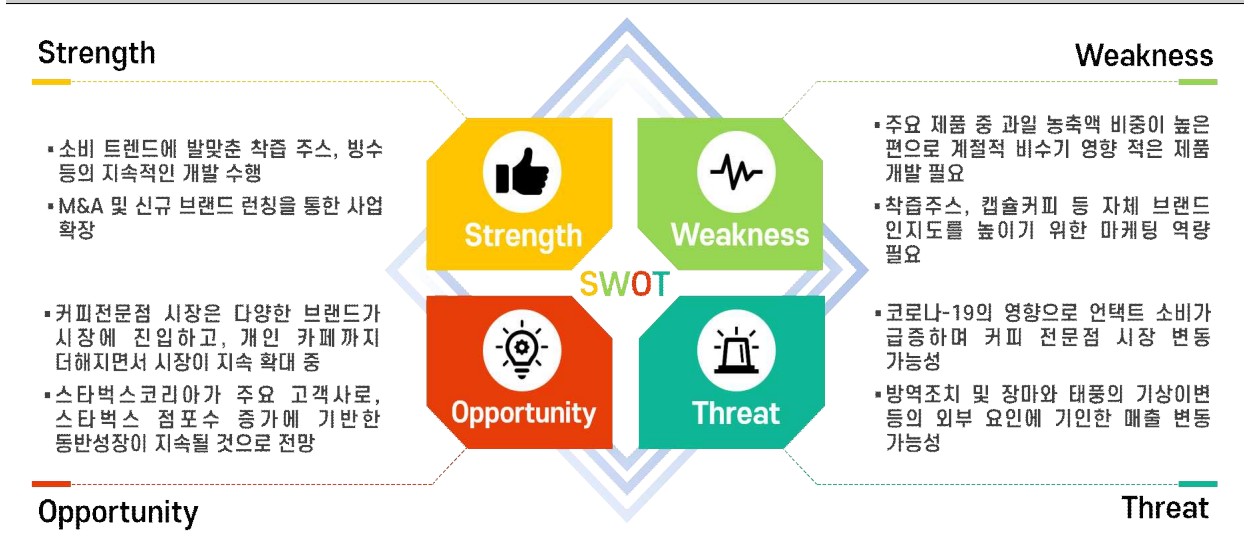 Strength
▪소비 트렌드에 발맞춘 착즙 주스, 빙수
등의 지속적인 개발 수행
▪M&A 및 신규 브랜드 런칭을 통한 사업
확장
Weakness
▪주요 제품 중 과일 농축액 비중이 높은
편으로 계절적 비수기 영향 적은 제품
개발 필요
▪착즙주스, 캡슐커피 등 자체 브랜드
인지도를 높이기 위한 마케팅 역량
필요
Strength
Weakness
SWOT
Opportunity
Threat
▪커피전문점 시장은 다양한 브랜드가
시장에 진입하고, 개인 카페까지
더해지면서 시장이 지속 확대 중
▪스타벅스코리아가 주요 고객사로,
스타벅스 점포수 증가에 기반한
동반성장이 지속될 것으로 전망
Opportunity
▪코로나-19의 영향으로 언택트 소비가
급증하며 커피 전문점 시장 변동
가능성
▪방역조치 및 장마와 태풍의 기상이변
등의 외부 요인에 기인한 매출 변동
가능성
Threat